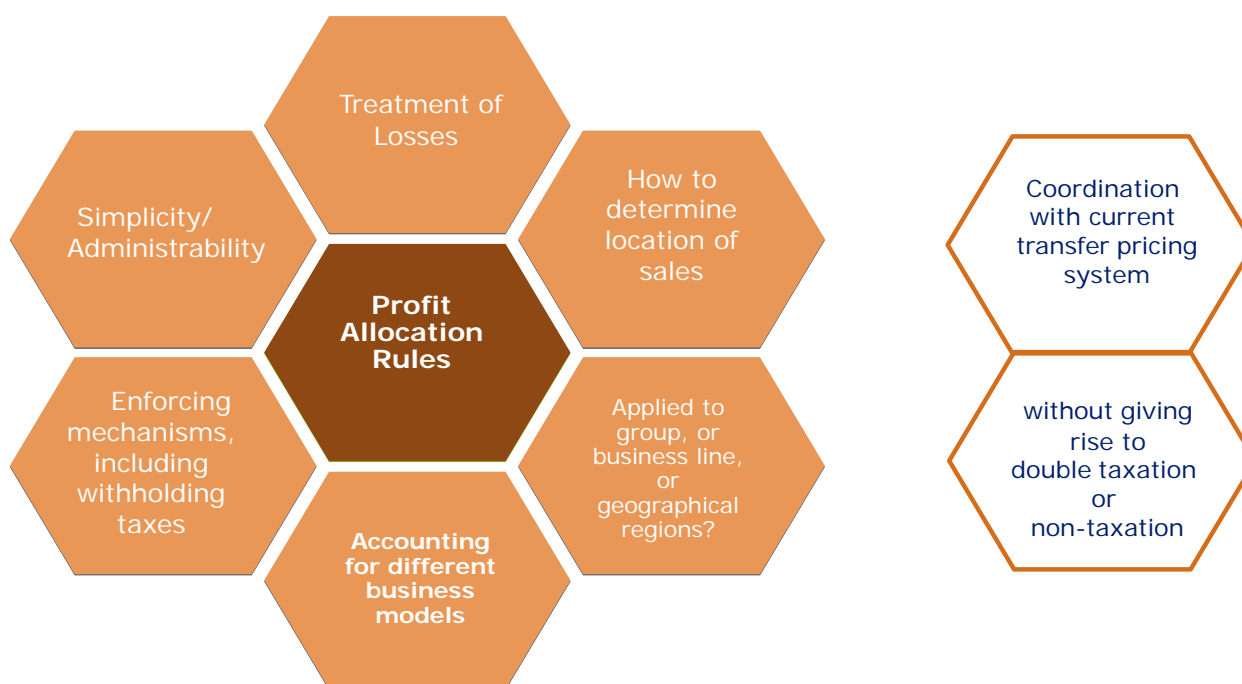 Treatment of
Losses
How to
determine
location of
sales
Simplicity/
Administrability
Profit
Allocation
Rules
Enforcing
mechanisms,
including
withholding
taxes
Applied to
group, or
business line,
or
geographical
regions?
Accounting
for different
business
models
Coordination
with current
transfer pricing
system
without giving
rise to
double taxation
or
non-taxation